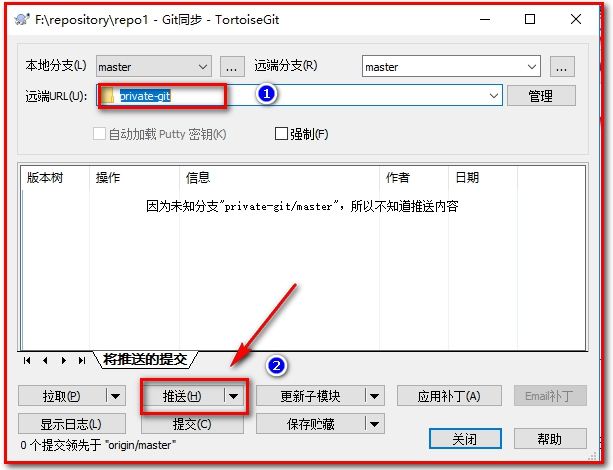 F:\repository\repo1 - Git同步 - TortoiseGit
本地分支(L) master ... 远端分支(R) master ...
远端URL(U): private-git 1 管理
自动加载 Putty 密钥(K) 强制(F)
版本树 操作 信息 作者 日期
因为未知分支"private-git/master"，所以不知道推送内容
将推送的提交
2
拉取(P) 推送(H) 更新子模块 应用补丁(A) Email补丁
显示日志(L) 提交(C) 保存贮藏
0 个提交领先于 "origin/master" 关闭 帮助